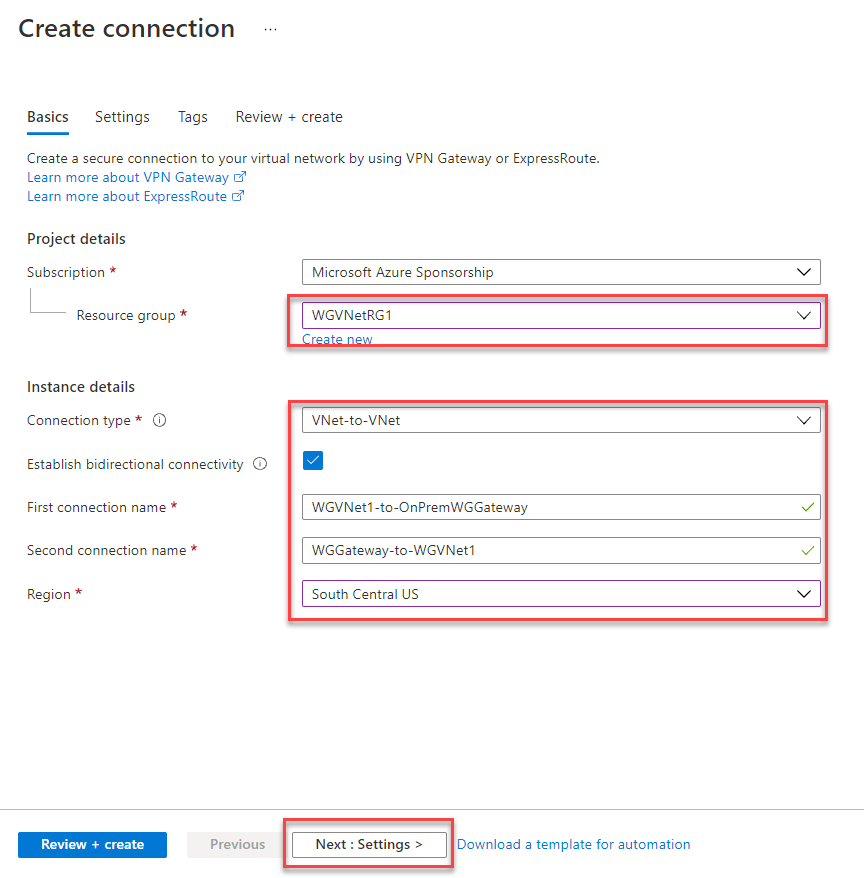 Create connection ...
Basics Settings Tags Review + create
Create a secure connection to your virtual network by using VPN Gateway or ExpressRoute.
Learn more about VPN Gateway
Learn more about ExpressRoute
Project details
Subscription * Microsoft Azure Sponsorship
Resource group * WGVNetRG1
Create new
Instance details
Connection type * VNet-to-VNet
Establish bidirectional connectivity
First connection name * WGVNet1-to-OnPremWGGateway
Second connection name * WGGateway-to-WGVNet1
Region * South Central US
Review + create Previous Next : Settings > Download a template for automation